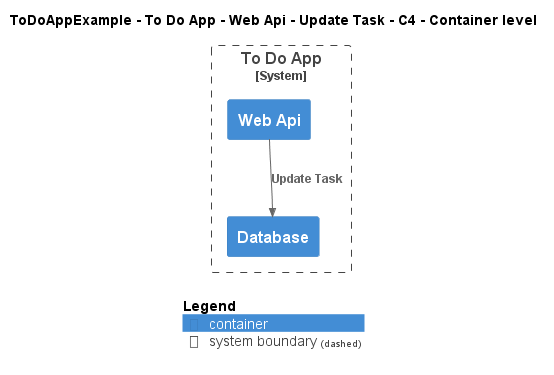 ToDoAppExample - To Do App - Web Api - Update Task - C4 - Container level
To Do App
[System]
Web Api
Update Task
Database
Legend
container
system boundary (dashed)